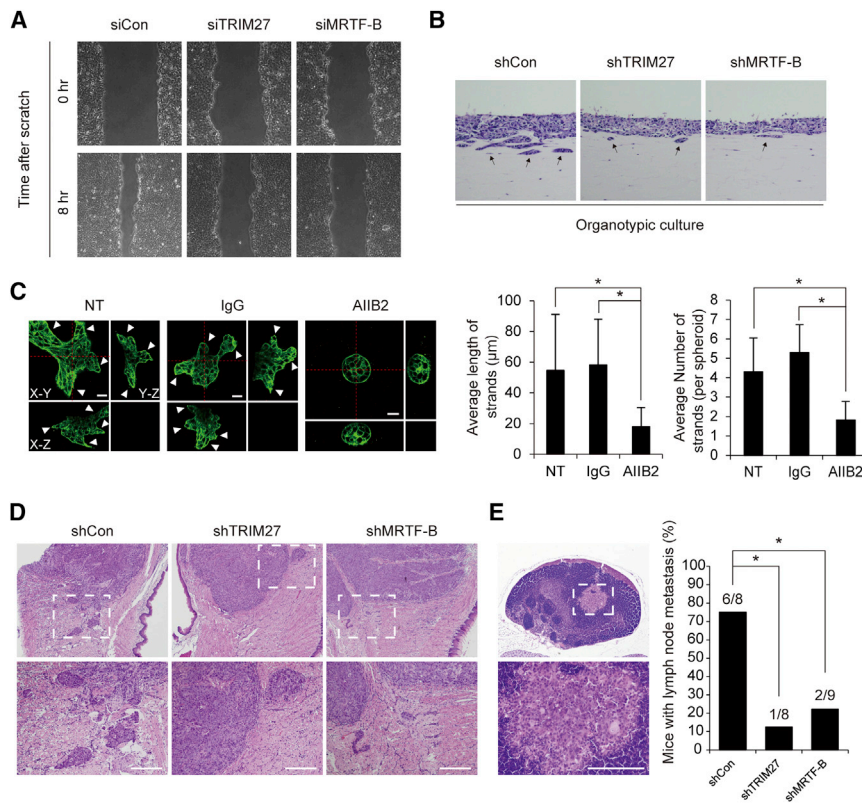 A
siCon siTRIM27 siMRTF-B
Time after scratch
0 hr
8 hr
B
shCon shTRIM27 shMRTF-B
Organotypic culture
C
NT IgG AIIB2
X-Y Y-Z
X-Z
Average length of
strands (μm)
100
80
60
40
20
0
* *
NT IgG AIIB2
Average Number of
strands (per spheroid)
8
7
6
5
4
3
2
1
0
* *
NT IgG AIIB2
D
shCon shTRIM27 shMRTF-B
E
Mice with lymph node metastasis (%)
80
70
60
50
40
30
20
10
0
* *
6/8
1/8
2/9
shCon
shTRIM27
shMRTF-B